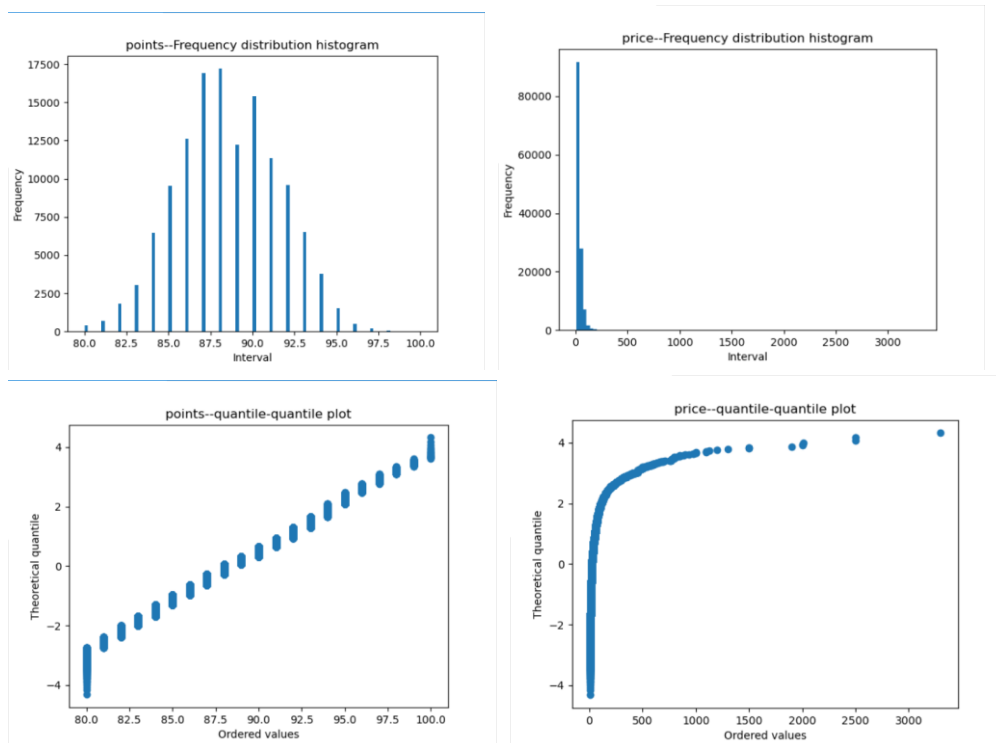 points--Frequency distribution histogram
17500
15000
12500
10000
7500
5000
2500
0
Frequency
80.0 82.5 85.0 87.5 90.0 92.5 95.0 97.5 100.0
Interval
price--Frequency distribution histogram
80000
60000
40000
20000
0
Frequency
0 500 1000 1500 2000 2500 3000
Interval
points--quantile-quantile plot
4
2
0
−2
−4
Theoretical quantile
80.0 82.5 85.0 87.5 90.0 92.5 95.0 97.5 100.0
Ordered values
price--quantile-quantile plot
4
2
0
−2
−4
Theoretical quantile
0 500 1000 1500 2000 2500 3000
Ordered values